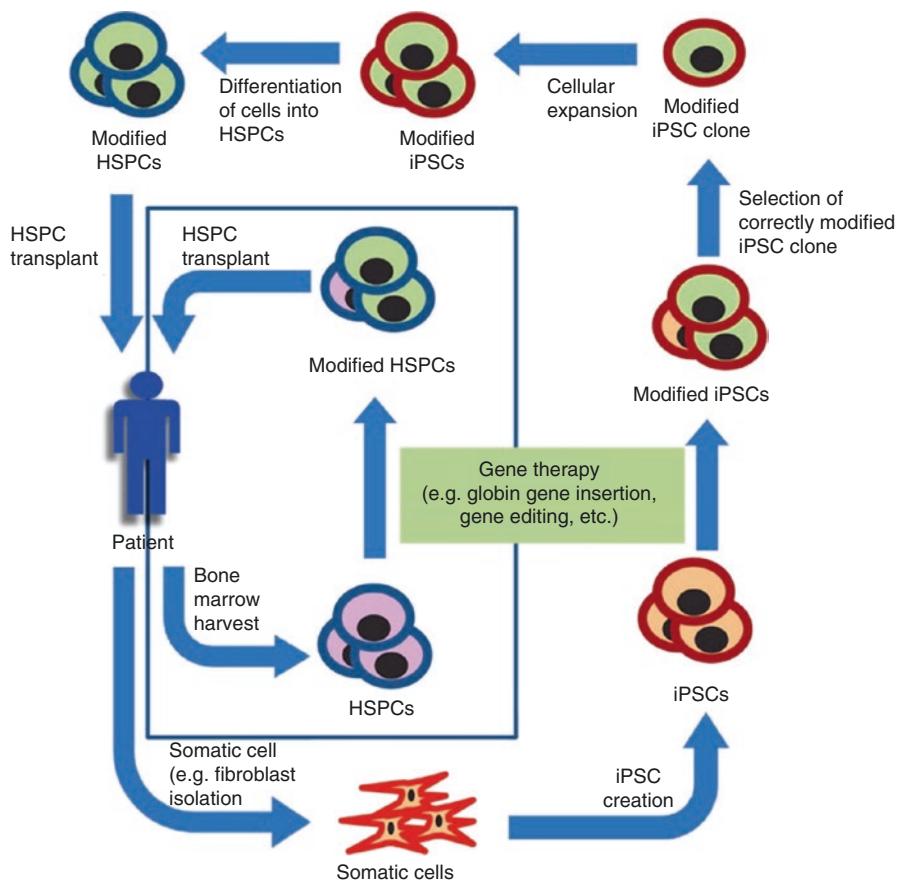 Modified
HSPCs
Differentiation
of cells into
HSPCs
Modified
iPSCs
Cellular
expansion
Modified
iPSC clone
HSPC
transplant
HSPC
transplant
Selection of
correctly modified
iPSC clone
Modified HSPCs
Modified iPSCs
Gene therapy
(e.g. globin gene insertion,
gene editing, etc.)
Patient
Bone
marrow
harvest
HSPCs
iPSCs
Somatic cell
(e.g. fibroblast
isolation
iPSC
creation
Somatic cells